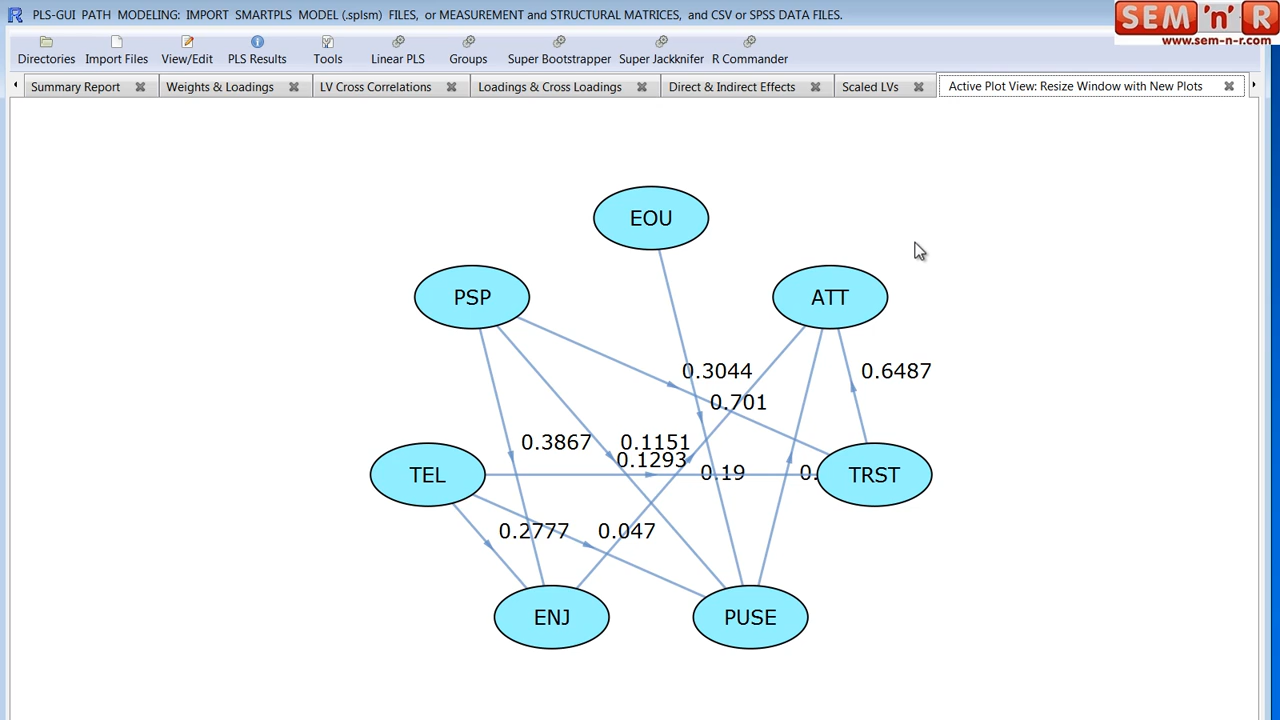 PLS-GUI PATH MODELING: IMPORT SMARTPLS MODEL (.splsm) FILES, or MEASUREMENT and STRUCTURAL MATRICES, and CSV or SPSS DATA FILES.
SEM 'n' R
www.sem-n-r.com
Directories Import Files View/Edit PLS Results Tools Linear PLS Groups Super Bootstrapper Super Jackknifer R Commander
Summary Report Weights & Loadings LV Cross Correlations Loadings & Cross Loadings Direct & Indirect Effects Scaled LVs Active Plot View: Resize Window with New Plots
EOU
PSP ATT
0.3044 0.6487
0.701
0.3867 0.1151
0.1293
TEL 0.19 0. TRST
0.2777 0.047
ENJ PUSE